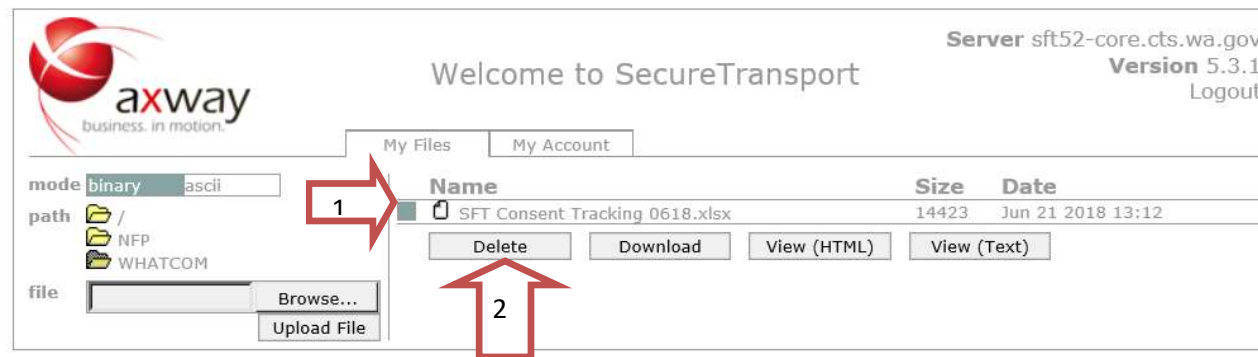 axway
business. in motion.
Welcome to SecureTransport
Server sft52-core.cts.wa.gov
Version 5.3.1
Logout
My Files
My Account
mode binary ascii
path /
NFP
WHATCOM
file
Browse...
Upload File
1
Name Size Date
SFT Consent Tracking 0618.xlsx 14423 Jun 21 2018 13:12
Delete Download View (HTML) View (Text)
2